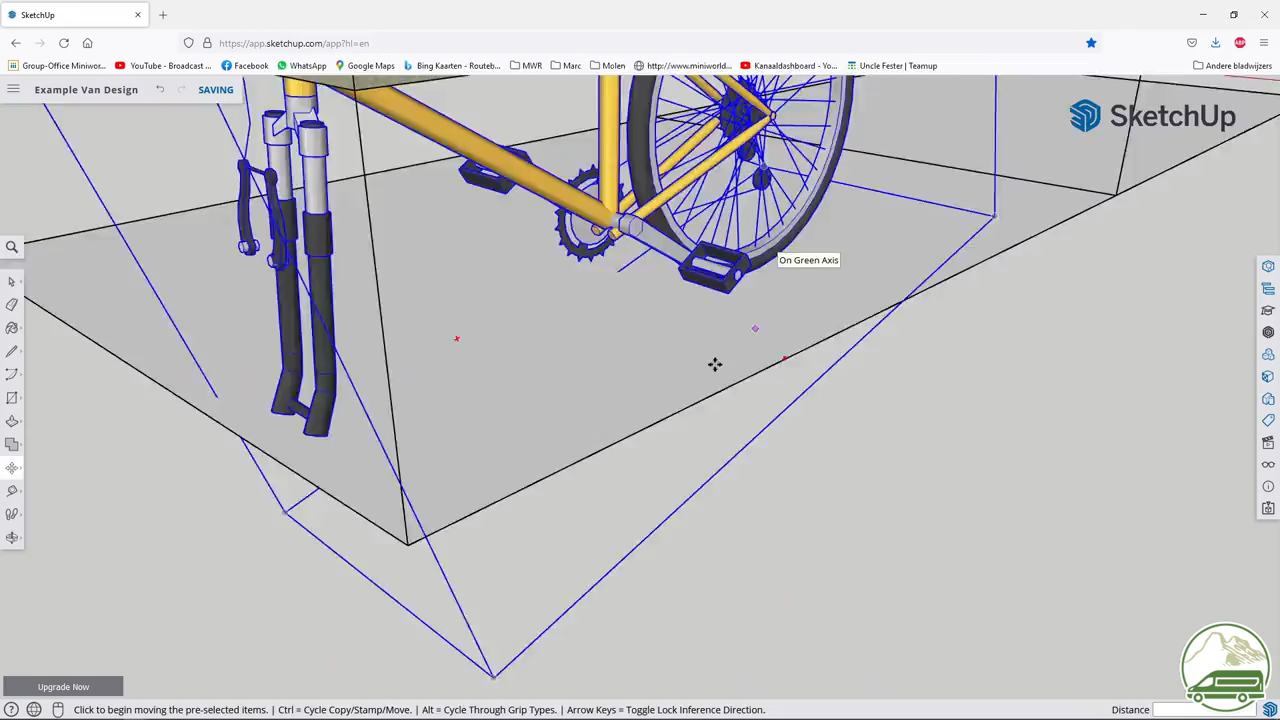 SketchUp
https://app.sketchup.com/app?hl=en
Group-Office Miniwor...
YouTube - Broadcast ...
Facebook
WhatsApp
Google Maps
Bing Kaarten - Routeb...
MWR
Marc
Molen
http://www.miniworld...
Kanaaldashboard - Yo...
Uncle Fester | Teamup
Andere bladwijzers
Example Van Design
SAVING
SketchUp
On Green Axis
Upgrade Now
Click to begin moving the pre-selected items. | Ctrl = Cycle Copy/Stamp/Move. | Alt = Cycle Through Grip Types. | Arrow Keys = Toggle Lock Inference Direction.
Distance